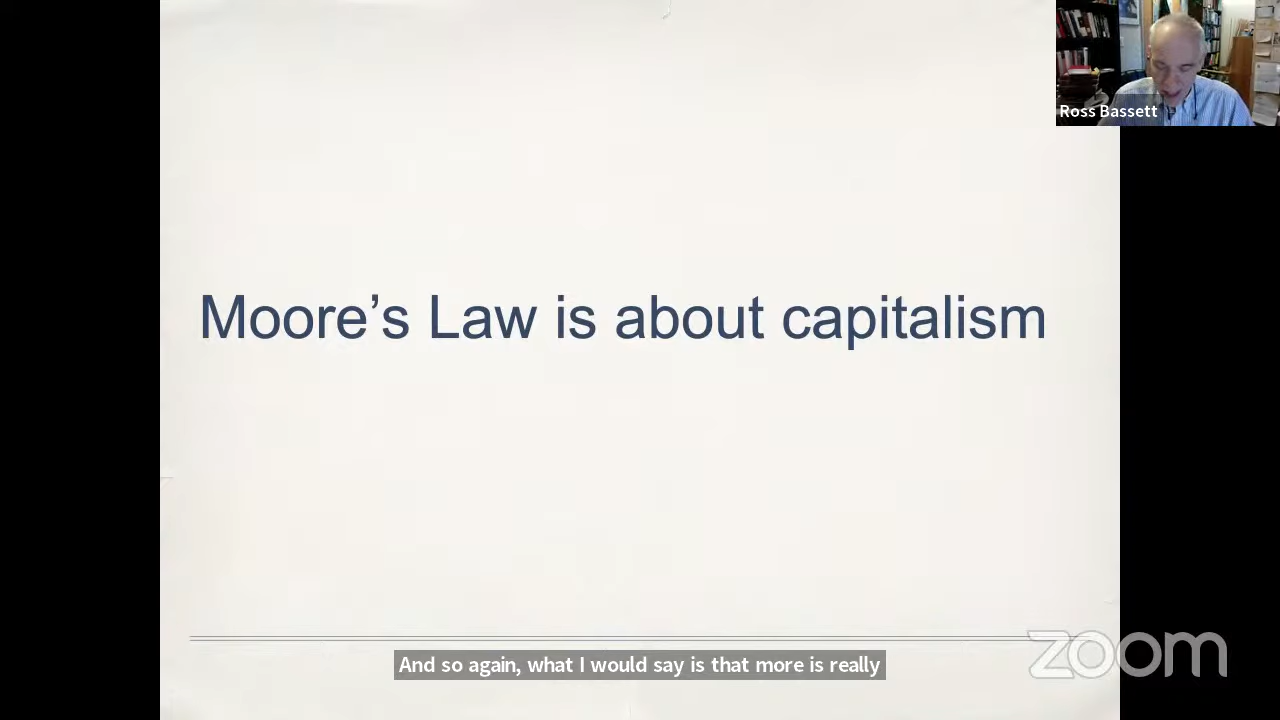 Ross Bassett
Moore’s Law is about capitalism
And so again, what I would say is that more is really
zoom